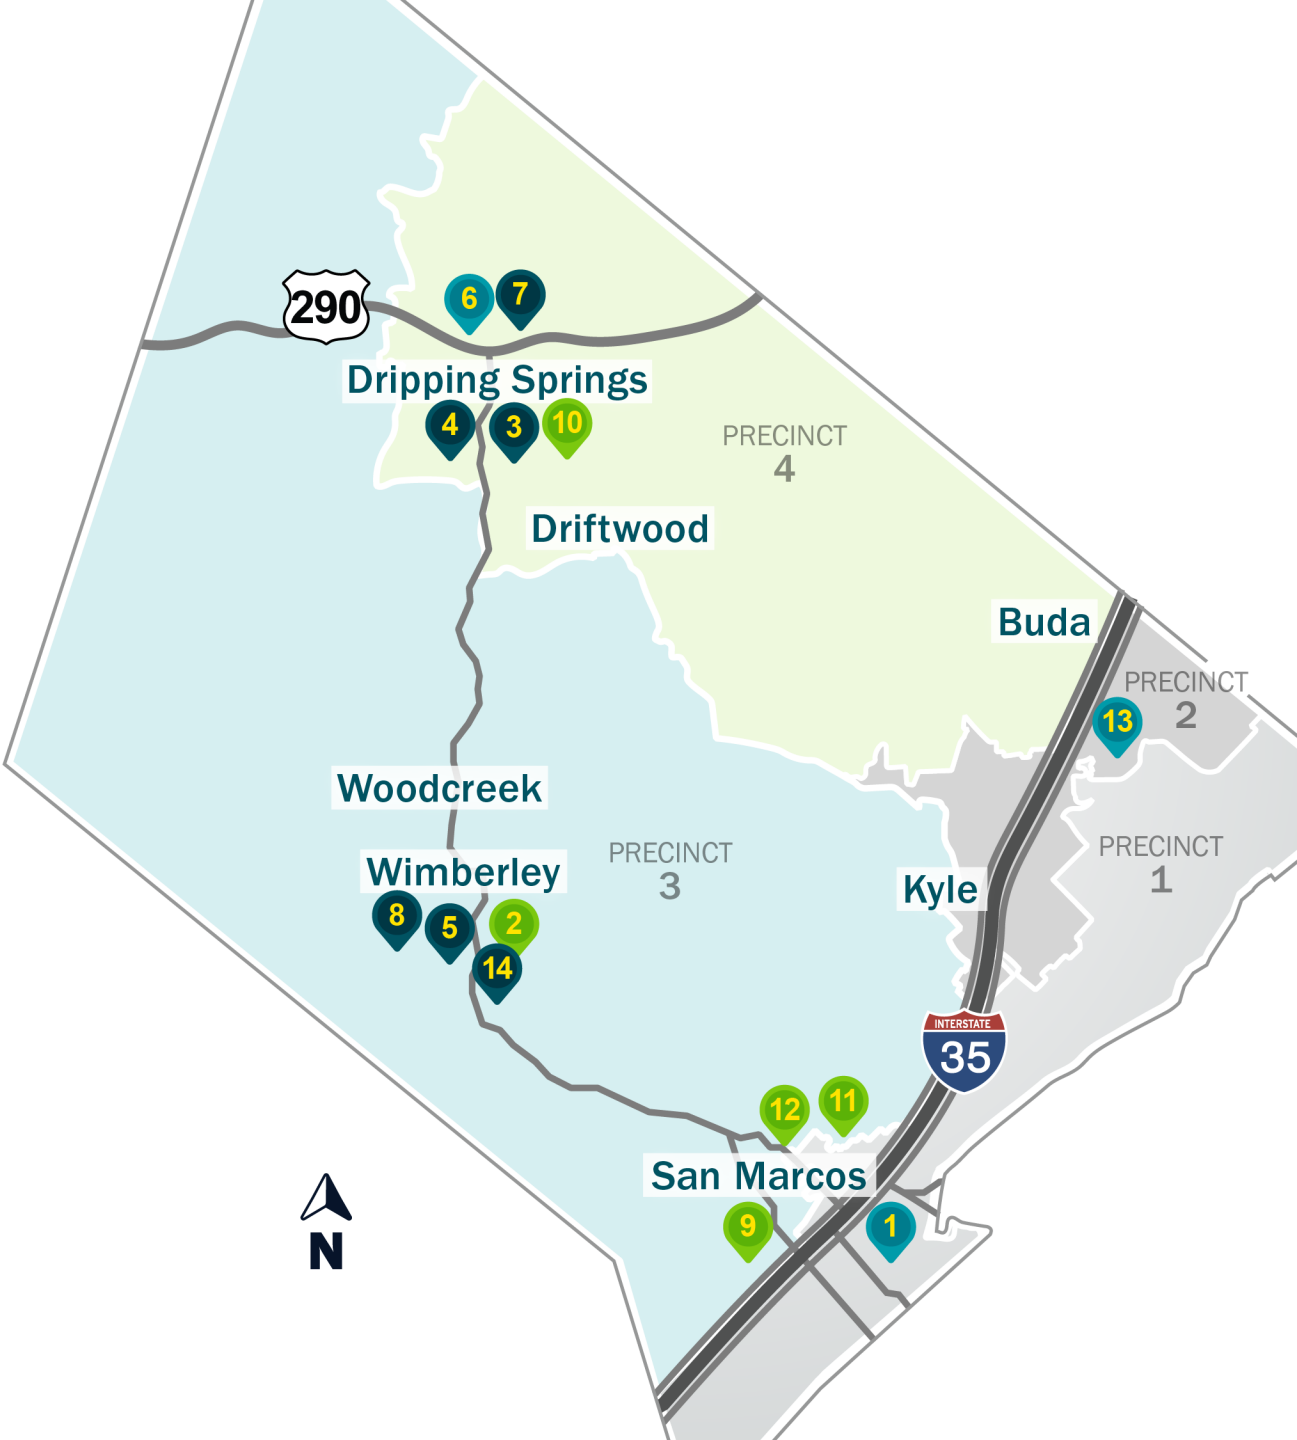 290
6
7
Dripping Springs
4
3
10
PRECINCT
4
Driftwood
Buda
PRECINCT
2
13
Woodcreek
PRECINCT
3
PRECINCT
1
Wimberley
Kyle
8
5
2
14
INTERSTATE
35
12
11
San Marcos
9
1
N